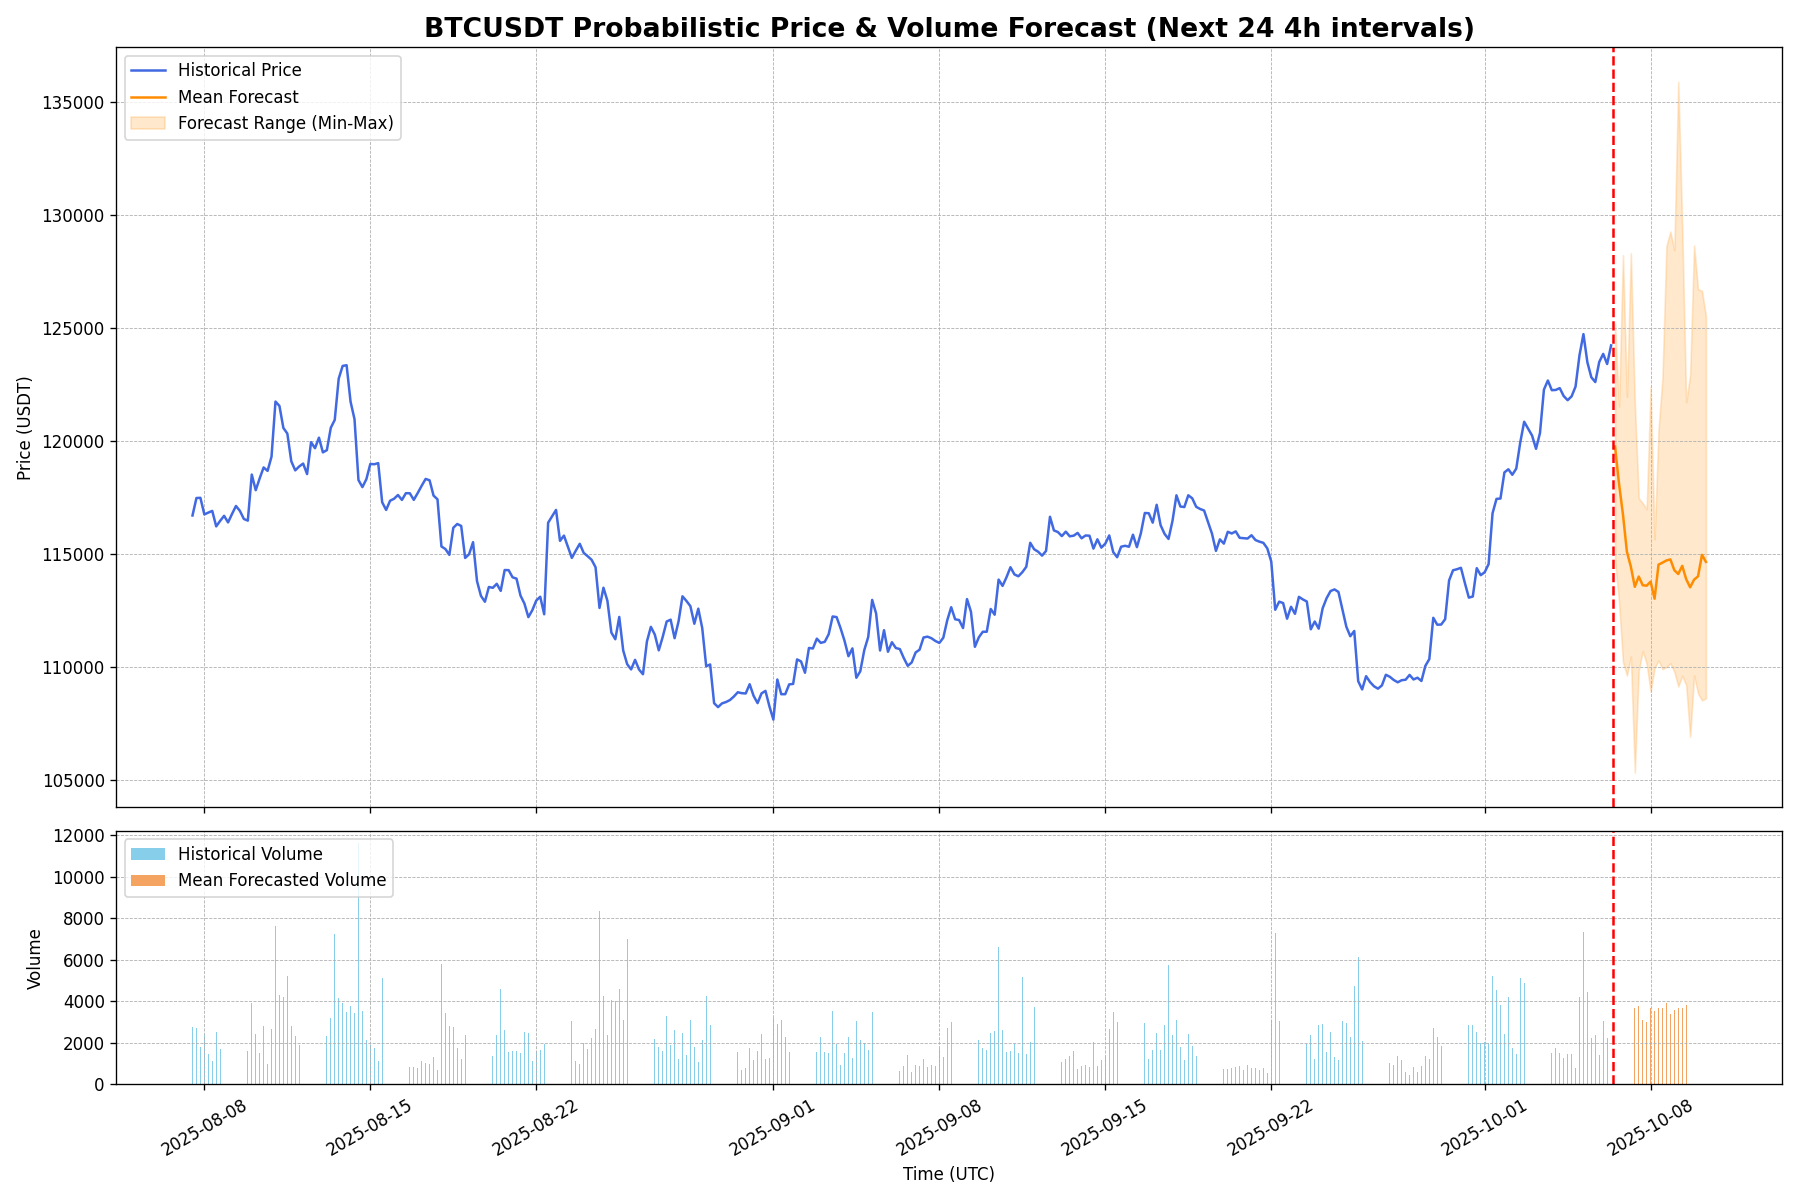 BTCUSDT Probabilistic Price & Volume Forecast (Next 24 4h intervals)
Historical Price
Mean Forecast
Forecast Range (Min-Max)
135000
130000
125000
120000
115000
110000
105000
Price (USDT)
Historical Volume
Mean Forecasted Volume
12000
10000
8000
6000
4000
2000
0
Volume
2025-08-08
2025-08-15
2025-08-22
2025-09-01
2025-09-08
2025-09-15
2025-09-22
2025-10-01
2025-10-08
Time (UTC)